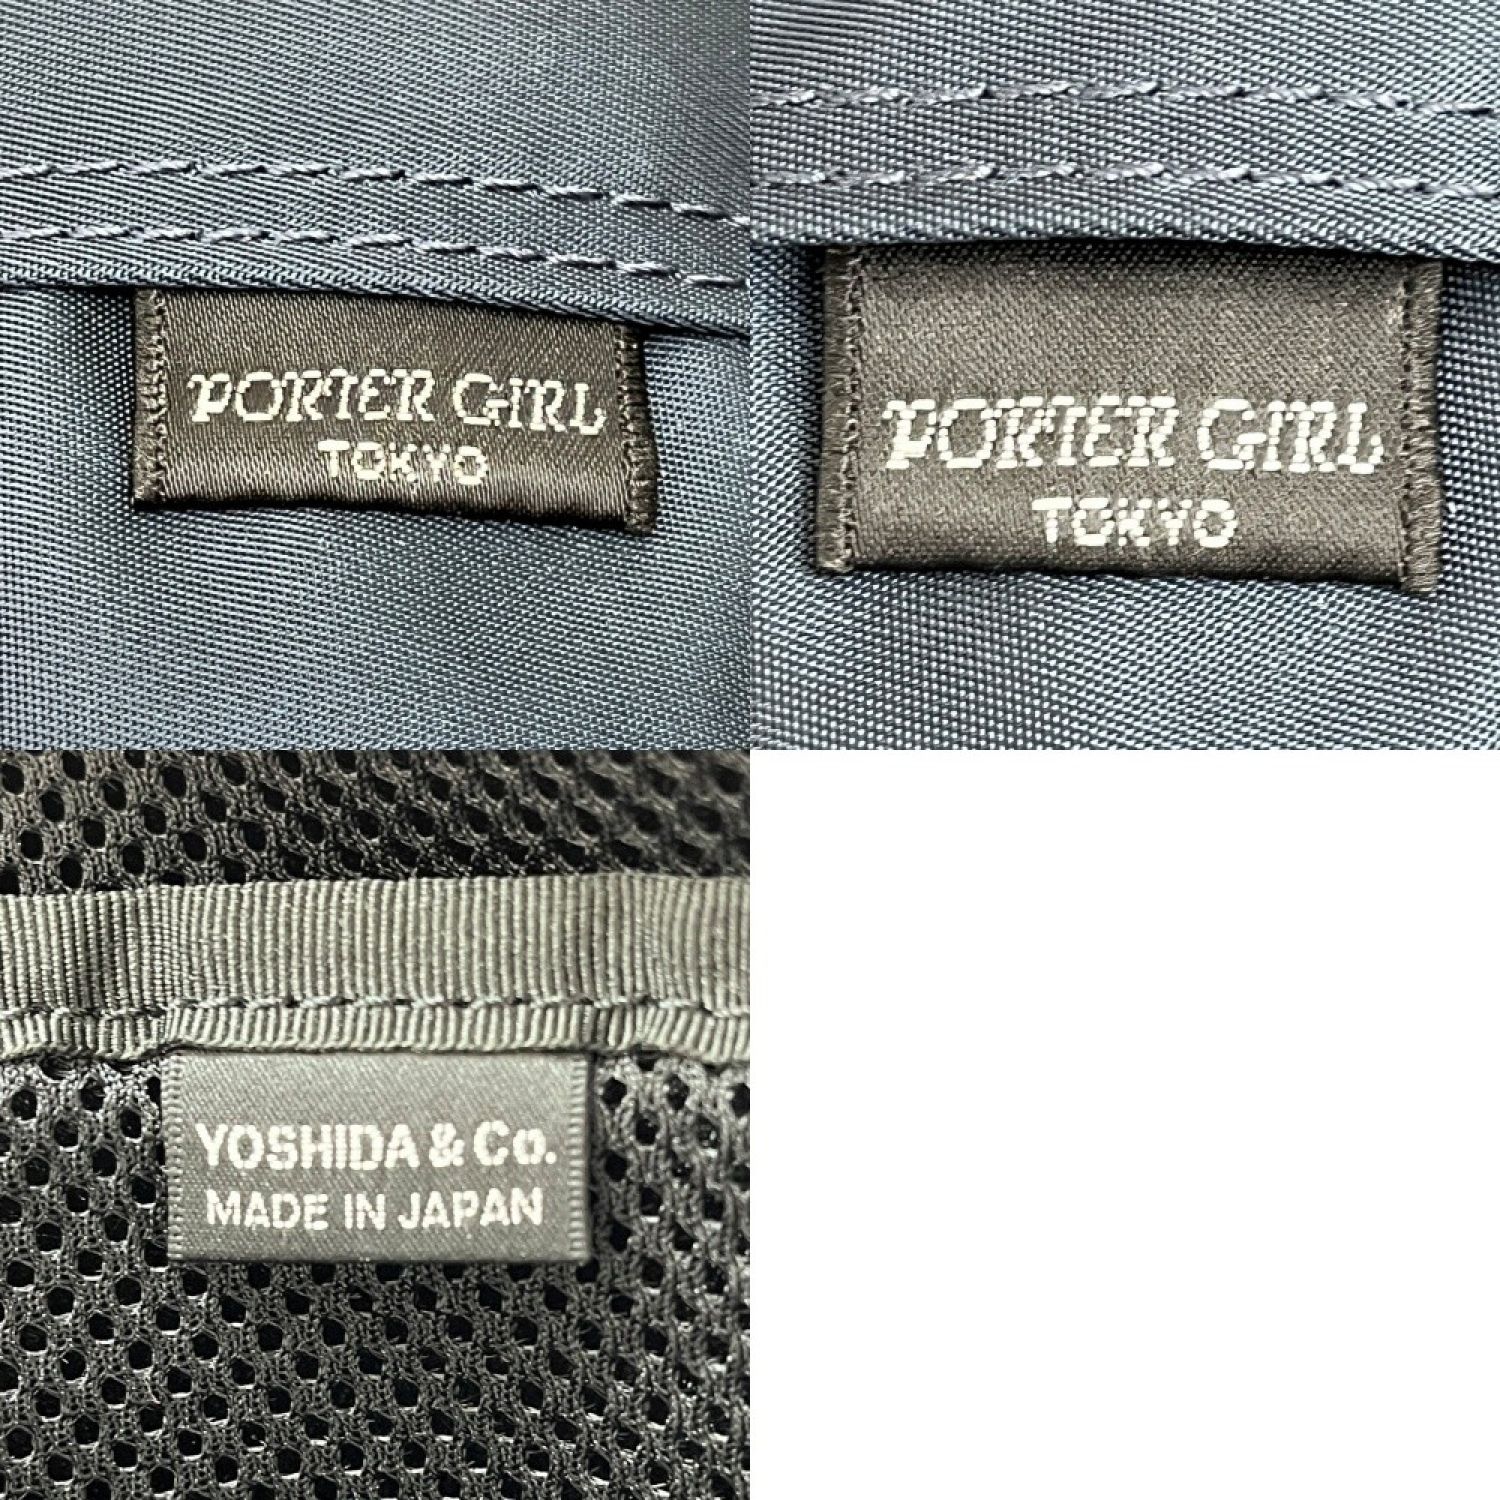 PORTER GIRL
TOKYO
PORTER GIRL
TOKYO
YOSHIDA & Co.
MADE IN JAPAN